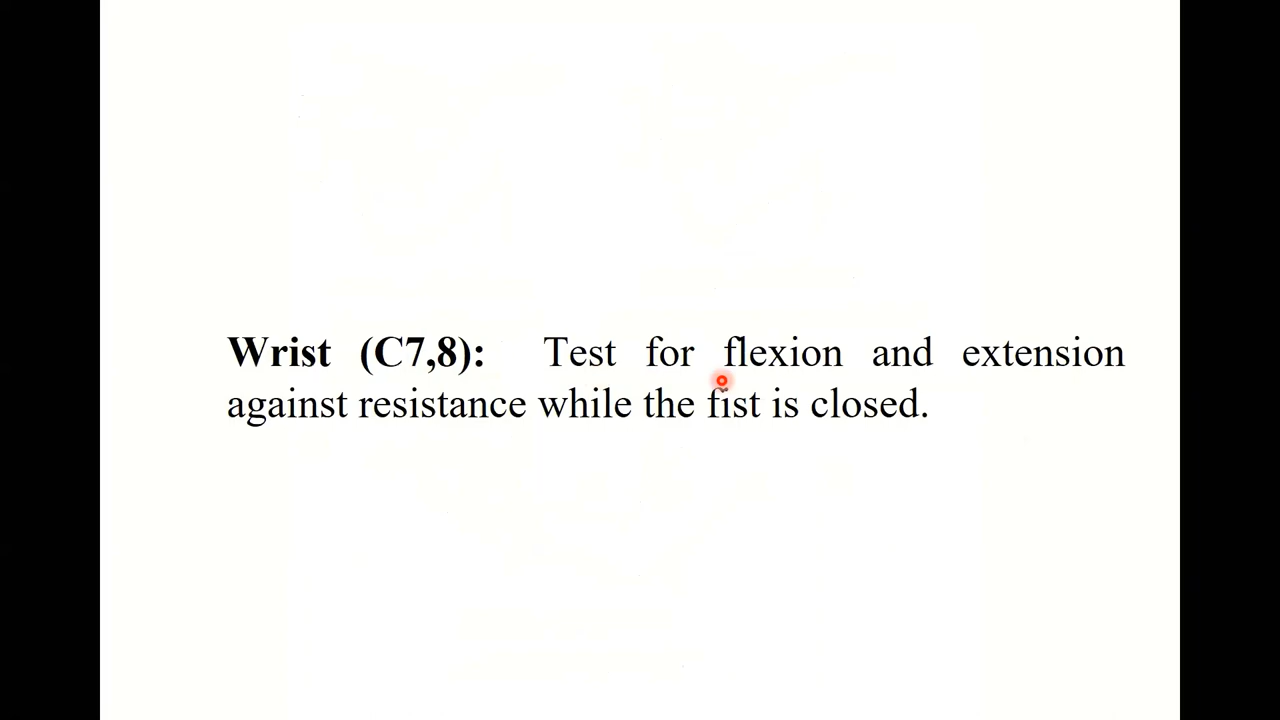 Wrist (C7,8): Test for flexion and extension
against resistance while the fist is closed.